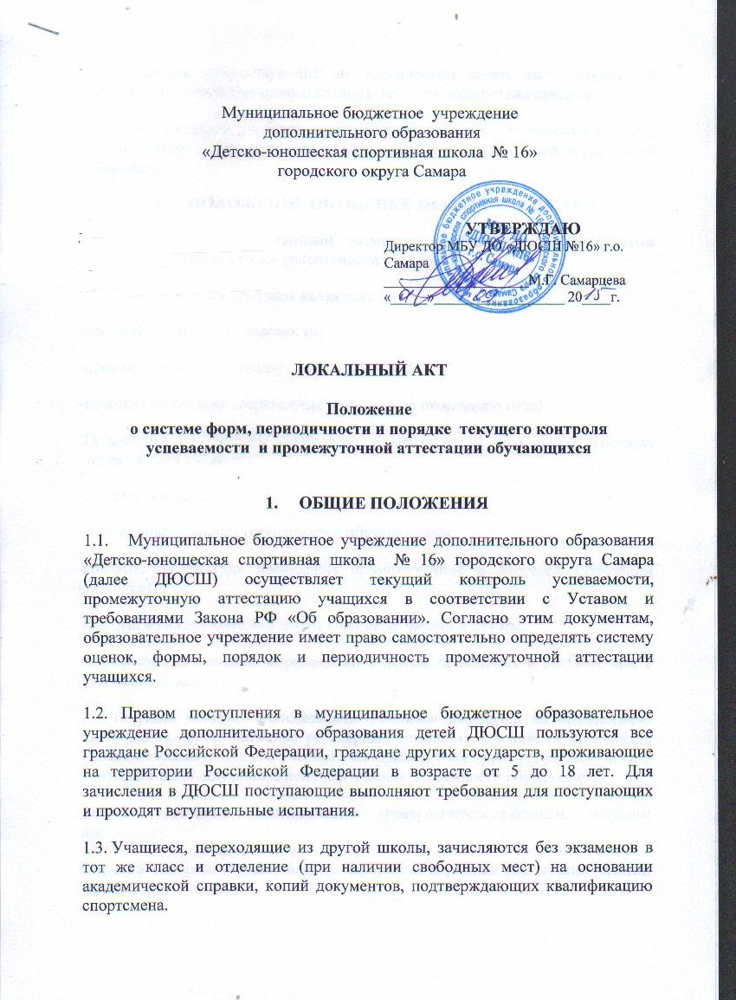 Муниципальное бюджетное учреждение
дополнительного образования
«Детско-юношеская спортивная школа № 16»
городского округа Самара
УТВЕРЖДАЮ
Директор МБУ ДО «ДЮСШ №16» г.о.
Самара
М.Г. Самарцева
« » 09 2015 г.
ЛОКАЛЬНЫЙ АКТ
Положение
о системе форм, периодичности и порядке текущего контроля
успеваемости и промежуточной аттестации обучающихся
1. ОБЩИЕ ПОЛОЖЕНИЯ
1.1. Муниципальное бюджетное учреждение дополнительного образования
«Детско-юношеская спортивная школа № 16» городского округа Самара
(далее ДЮСШ) осуществляет текущий контроль успеваемости,
промежуточную аттестацию учащихся в соответствии с Уставом и
требованиями Закона РФ «Об образовании». Согласно этим документам,
образовательное учреждение имеет право самостоятельно определять систему
оценок, формы, порядок и периодичность промежуточной аттестации
учащихся.
1.2. Правом поступления в муниципальное бюджетное образовательное
учреждение дополнительного образования детей ДЮСШ пользуются все
граждане Российской Федерации, граждане других государств, проживающие
на территории Российской Федерации в возрасте от 5 до 18 лет. Для
зачисления в ДЮСШ поступающие выполняют требования для поступающих
и проходят вступительные испытания.
1.3. Учащиеся, переходящие из другой школы, зачисляются без экзаменов в
тот же класс и отделение (при наличии свободных мест) на основании
академической справки, копий документов, подтверждающих квалификацию
спортсмена.